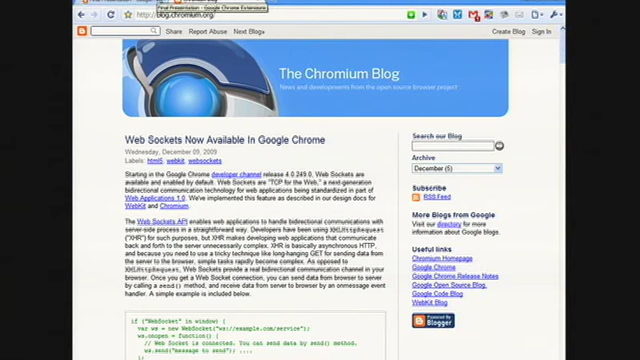 Final Presentation - Google Chrome Extensions
http://blog.chromium.org/
Share Report Abuse Next Blog»
Create Blog Sign In
The Chromium Blog
News and developments from the open source browser project
Web Sockets Now Available In Google Chrome
Wednesday, December 09, 2009
Labels: html5, webkit, websockets
Starting in the Google Chrome developer channel release 4.0.249.0, Web Sockets are
available and enabled by default. Web Sockets are "TCP for the Web," a next-generation
bidirectional communication technology for web applications being standardized in part of
Web Applications 1.0. We've implemented this feature as described in our design docs for
WebKit and Chromium.
The Web Sockets API enables web applications to handle bidirectional communications with
server-side process in a straightforward way. Developers have been using XMLHttpRequest
("XHR") for such purposes, but XHR makes developing web applications that communicate
back and forth to the server unnecessarily complex. XHR is basically asynchronous HTTP,
and because you need to use a tricky technique like long-hanging GET for sending data from
the server to the browser, simple tasks rapidly become complex. As opposed to
XMLHttpRequest, Web Sockets provide a real bidirectional communication channel in your
browser. Once you get a Web Socket connection, you can send data from browser to server
by calling a send() method, and receive data from server to browser by an onmessage event
handler. A simple example is included below.
if ("WebSocket" in window) {
var ws = new WebSocket("ws://example.com/service");
ws.onopen = function() {
// Web Socket is connected. You can send data by send() method.
ws.send("message to send"); ....
Search our Blog
Archive
December (5)
Subscribe
RSS Feed
More Blogs from Google
Visit our directory for more
information about Google blogs.
Useful links
Chromium Homepage
Google Chrome
Google Chrome Release Notes
Google Open Source Blog
Google Code Blog
WebKit Blog
Powered By
Blogger